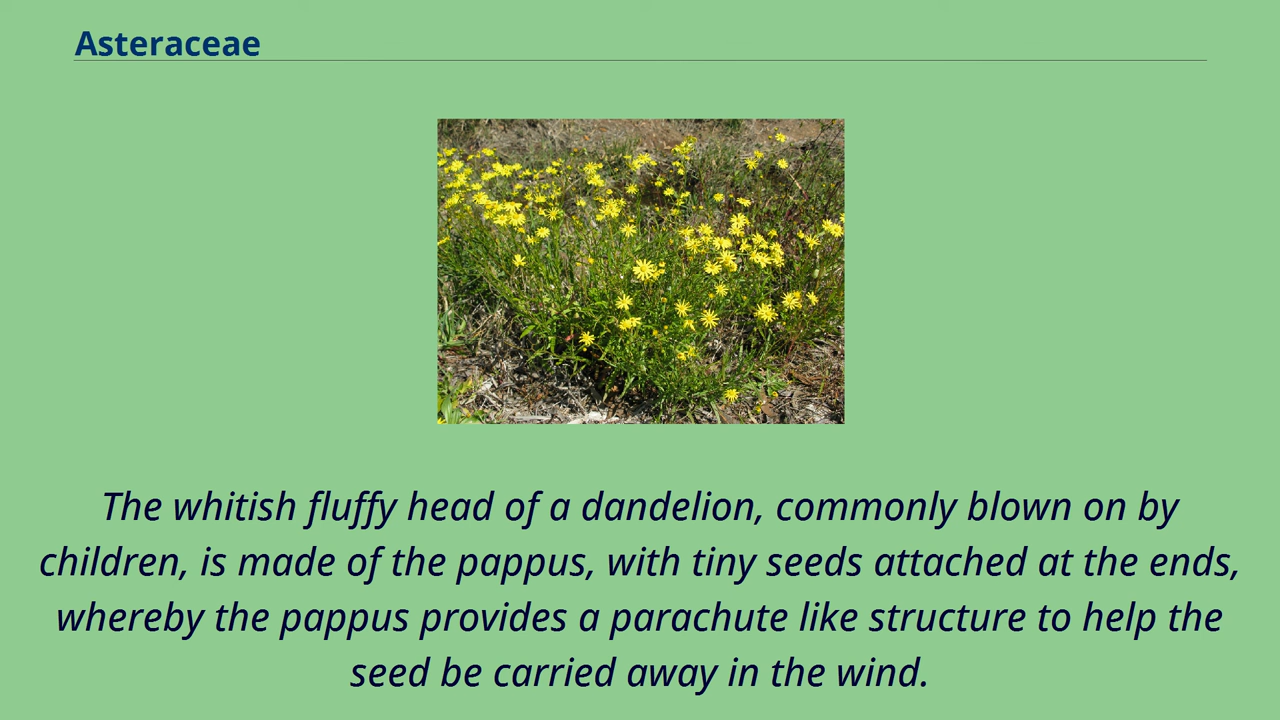 Asteraceae
The whitish fluffy head of a dandelion, commonly blown on by
children, is made of the pappus, with tiny seeds attached at the ends,
whereby the pappus provides a parachute like structure to help the
seed be carried away in the wind.